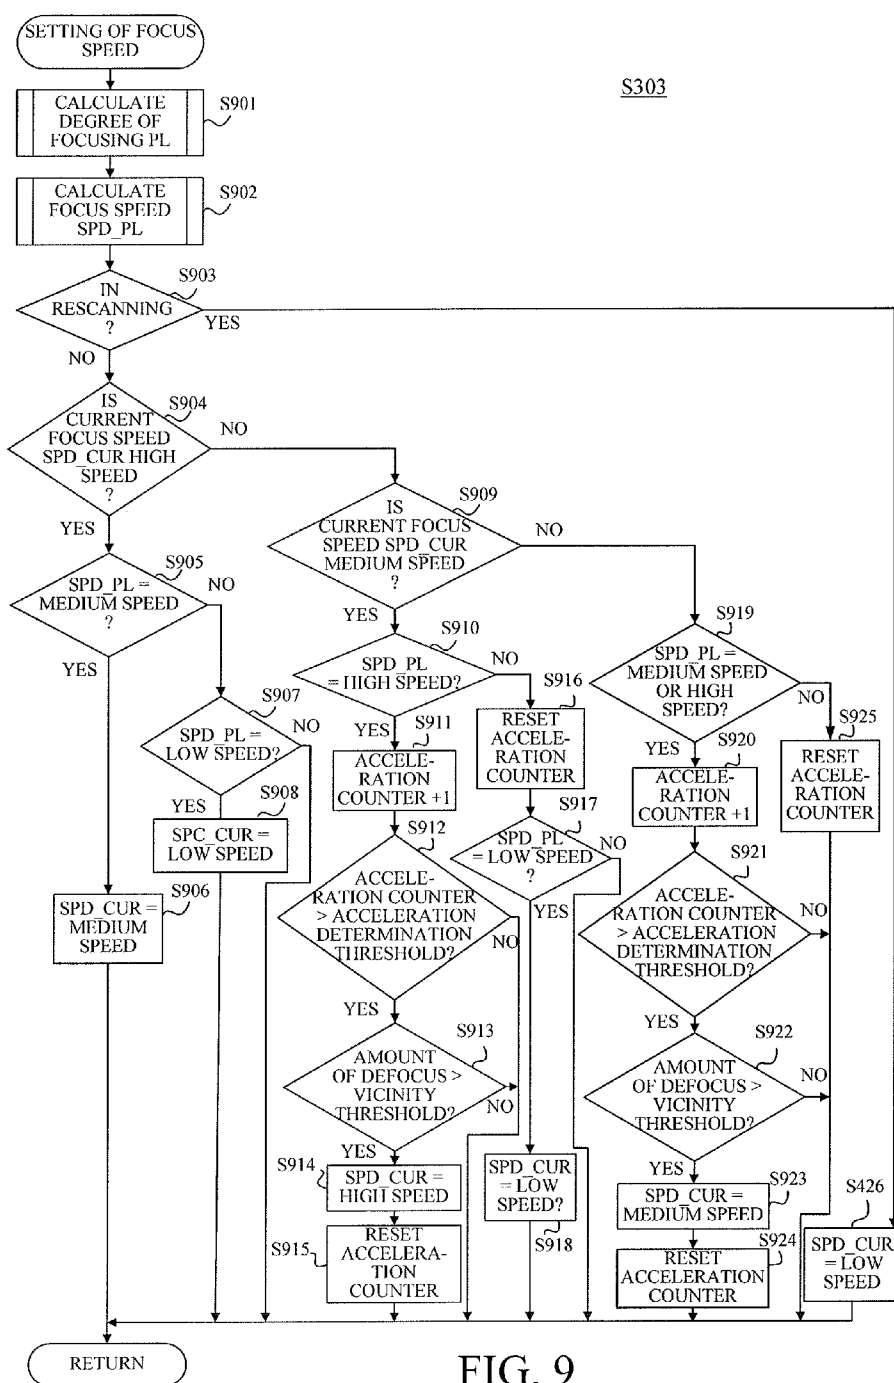 SETTING OF FOCUS
SPEED
S303
CALCULATE
DEGREE OF
FOCUSING PL
S901
CALCULATE
FOCUS SPEED
SPD_PL
S902
IN
RESCANNING
?
S903
YES
NO
IS
CURRENT
FOCUS SPEED
SPD_CUR HIGH
SPEED
?
S904
NO
YES
IS
CURRENT FOCUS
SPEED SPD_CUR
MEDIUM SPEED
?
S909
NO
YES
SPD_PL =
MEDIUM SPEED
?
S905
NO
YES
SPD_PL
= HIGH SPEED?
S910
NO
YES
SPD_PL =
MEDIUM SPEED
OR HIGH
SPEED?
S919
NO
YES
SPD_PL =
LOW SPEED?
S907
NO
YES
ACCELE-
RATION
COUNTER +1
S911
RESET
ACCELE-
RATION
COUNTER
S916
ACCELE-
RATION
COUNTER +1
S920
RESET
ACCELE-
RATION
COUNTER
S925
SPC_CUR =
LOW SPEED
S908
SPD_CUR =
MEDIUM
SPEED
S906
ACCELE-
RATION COUNTER
> ACCELERATION
DETERMINATION
THRESHOLD?
S912
NO
YES
SPD_PL
= LOW SPEED
?
S917
NO
YES
ACCELE-
RATION COUNTER
> ACCELERATION
DETERMINATION
THRESHOLD?
S921
NO
YES
AMOUNT
OF DEFOCUS >
VICINITY
THRESHOLD?
S913
NO
YES
AMOUNT
OF DEFOCUS >
VICINITY
THRESHOLD?
S922
NO
YES
S914
SPD_CUR =
HIGH SPEED
SPD_CUR
= LOW
SPEED?
S918
SPD_CUR =
MEDIUM SPEED
S923
S426
SPD_CUR
= LOW
SPEED
S915
RESET
ACCELERA-
TION
COUNTER
S924
RESET
ACCELERATION
COUNTER
RETURN
FIG. 9